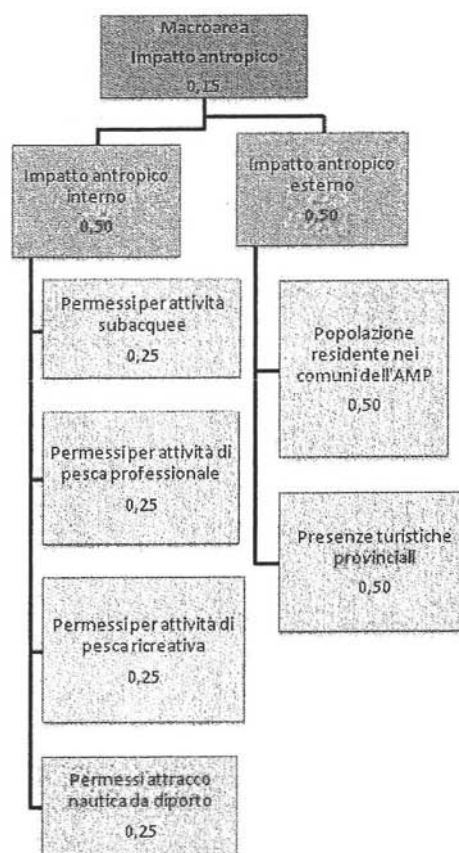 Macroarea
Impatto antropico
0,15
Impatto antropico
interno
0,50
Impatto antropico
esterno
0,50
Permessi per attività
subacquee
0,25
Permessi per attività di
pesca professionale
0,25
Permessi per attività di
pesca ricreativa
0,25
Permessi attracco
nautica da diporto
0,25
Popolazione
residente nei
comuni dell'AMP
0,50
Presenze turistiche
provinciali
0,50